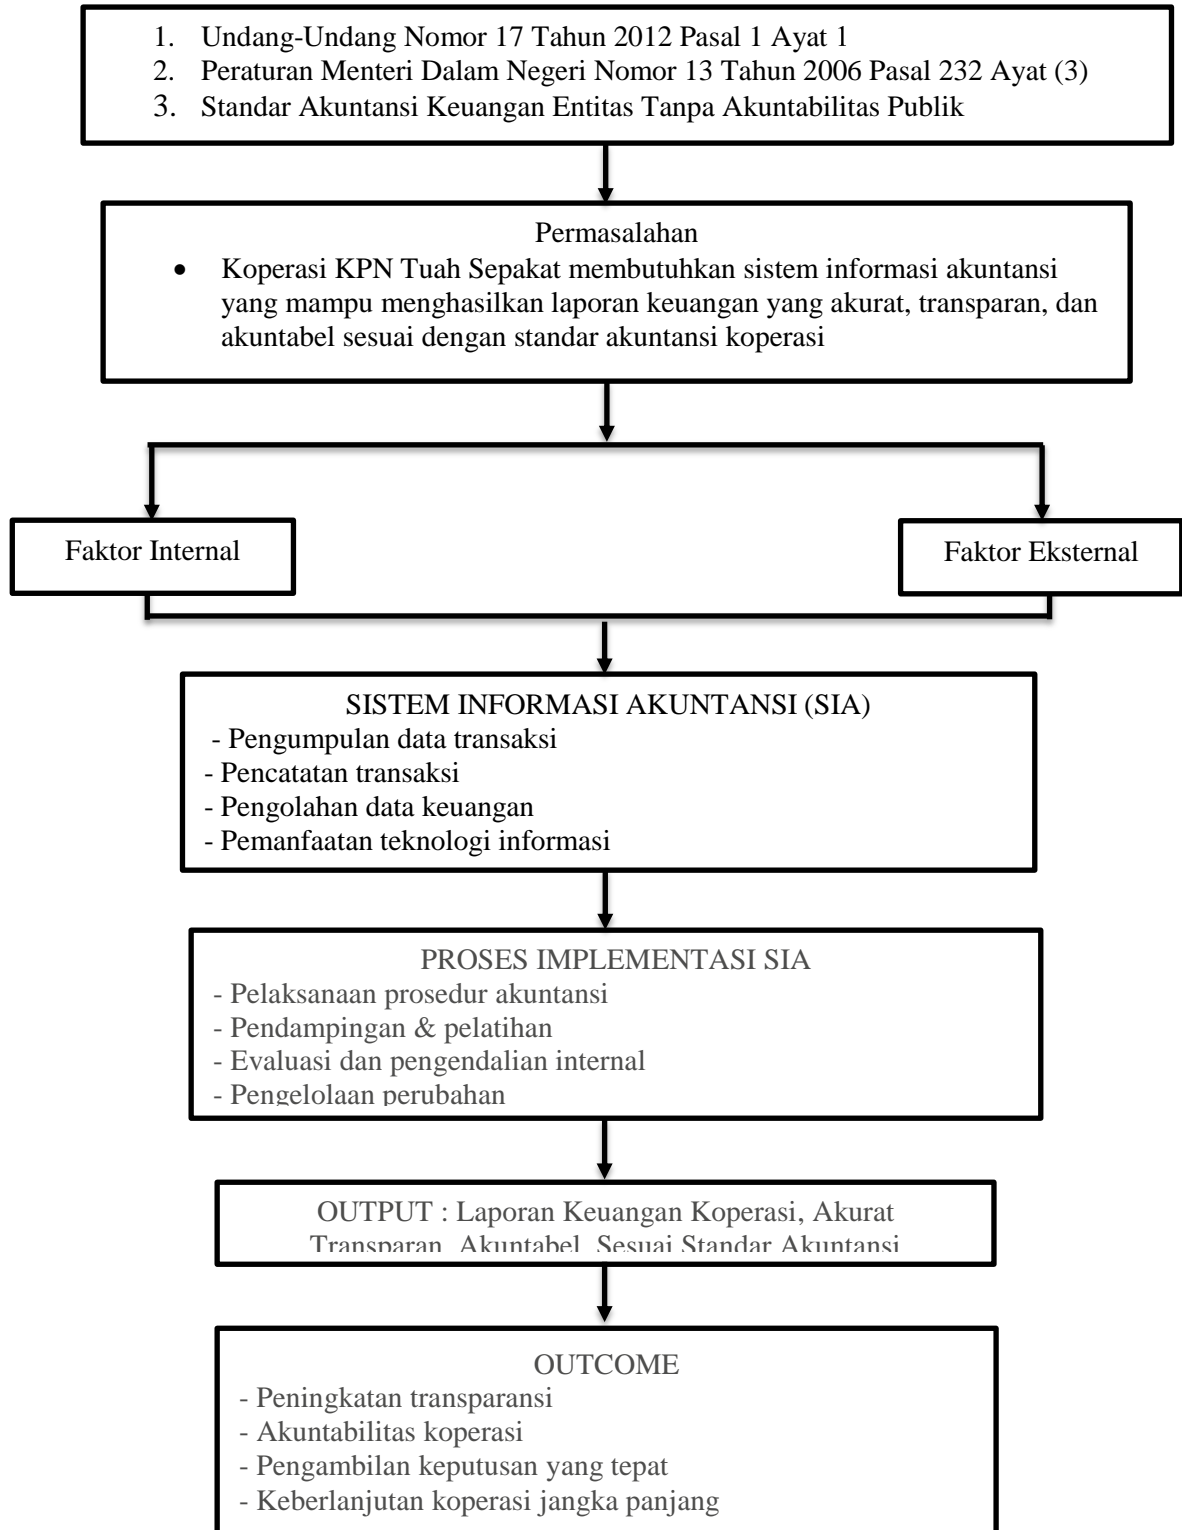 1. Undang-Undang Nomor 17 Tahun 2012 Pasal 1 Ayat 1
2. Peraturan Menteri Dalam Negeri Nomor 13 Tahun 2006 Pasal 232 Ayat (3)
3. Standar Akuntansi Keuangan Entitas Tanpa Akuntabilitas Publik
Permasalahan
• Koperasi KPN Tuah Sepakat membutuhkan sistem informasi akuntansi
yang mampu menghasilkan laporan keuangan yang akurat, transparan, dan
akuntabel sesuai dengan standar akuntansi koperasi
Faktor Internal
Faktor Eksternal
SISTEM INFORMASI AKUNTANSI (SIA)
- Pengumpulan data transaksi
- Pencatatan transaksi
- Pengolahan data keuangan
- Pemanfaatan teknologi informasi
PROSES IMPLEMENTASI SIA
- Pelaksanaan prosedur akuntansi
- Pendampingan & pelatihan
- Evaluasi dan pengendalian internal
- Pengelolaan perubahan
OUTPUT : Laporan Keuangan Koperasi, Akurat
Transparan, Akuntabel, Sesuai Standar Akuntansi
OUTCOME
- Peningkatan transparansi
- Akuntabilitas koperasi
- Pengambilan keputusan yang tepat
- Keberlanjutan koperasi jangka panjang